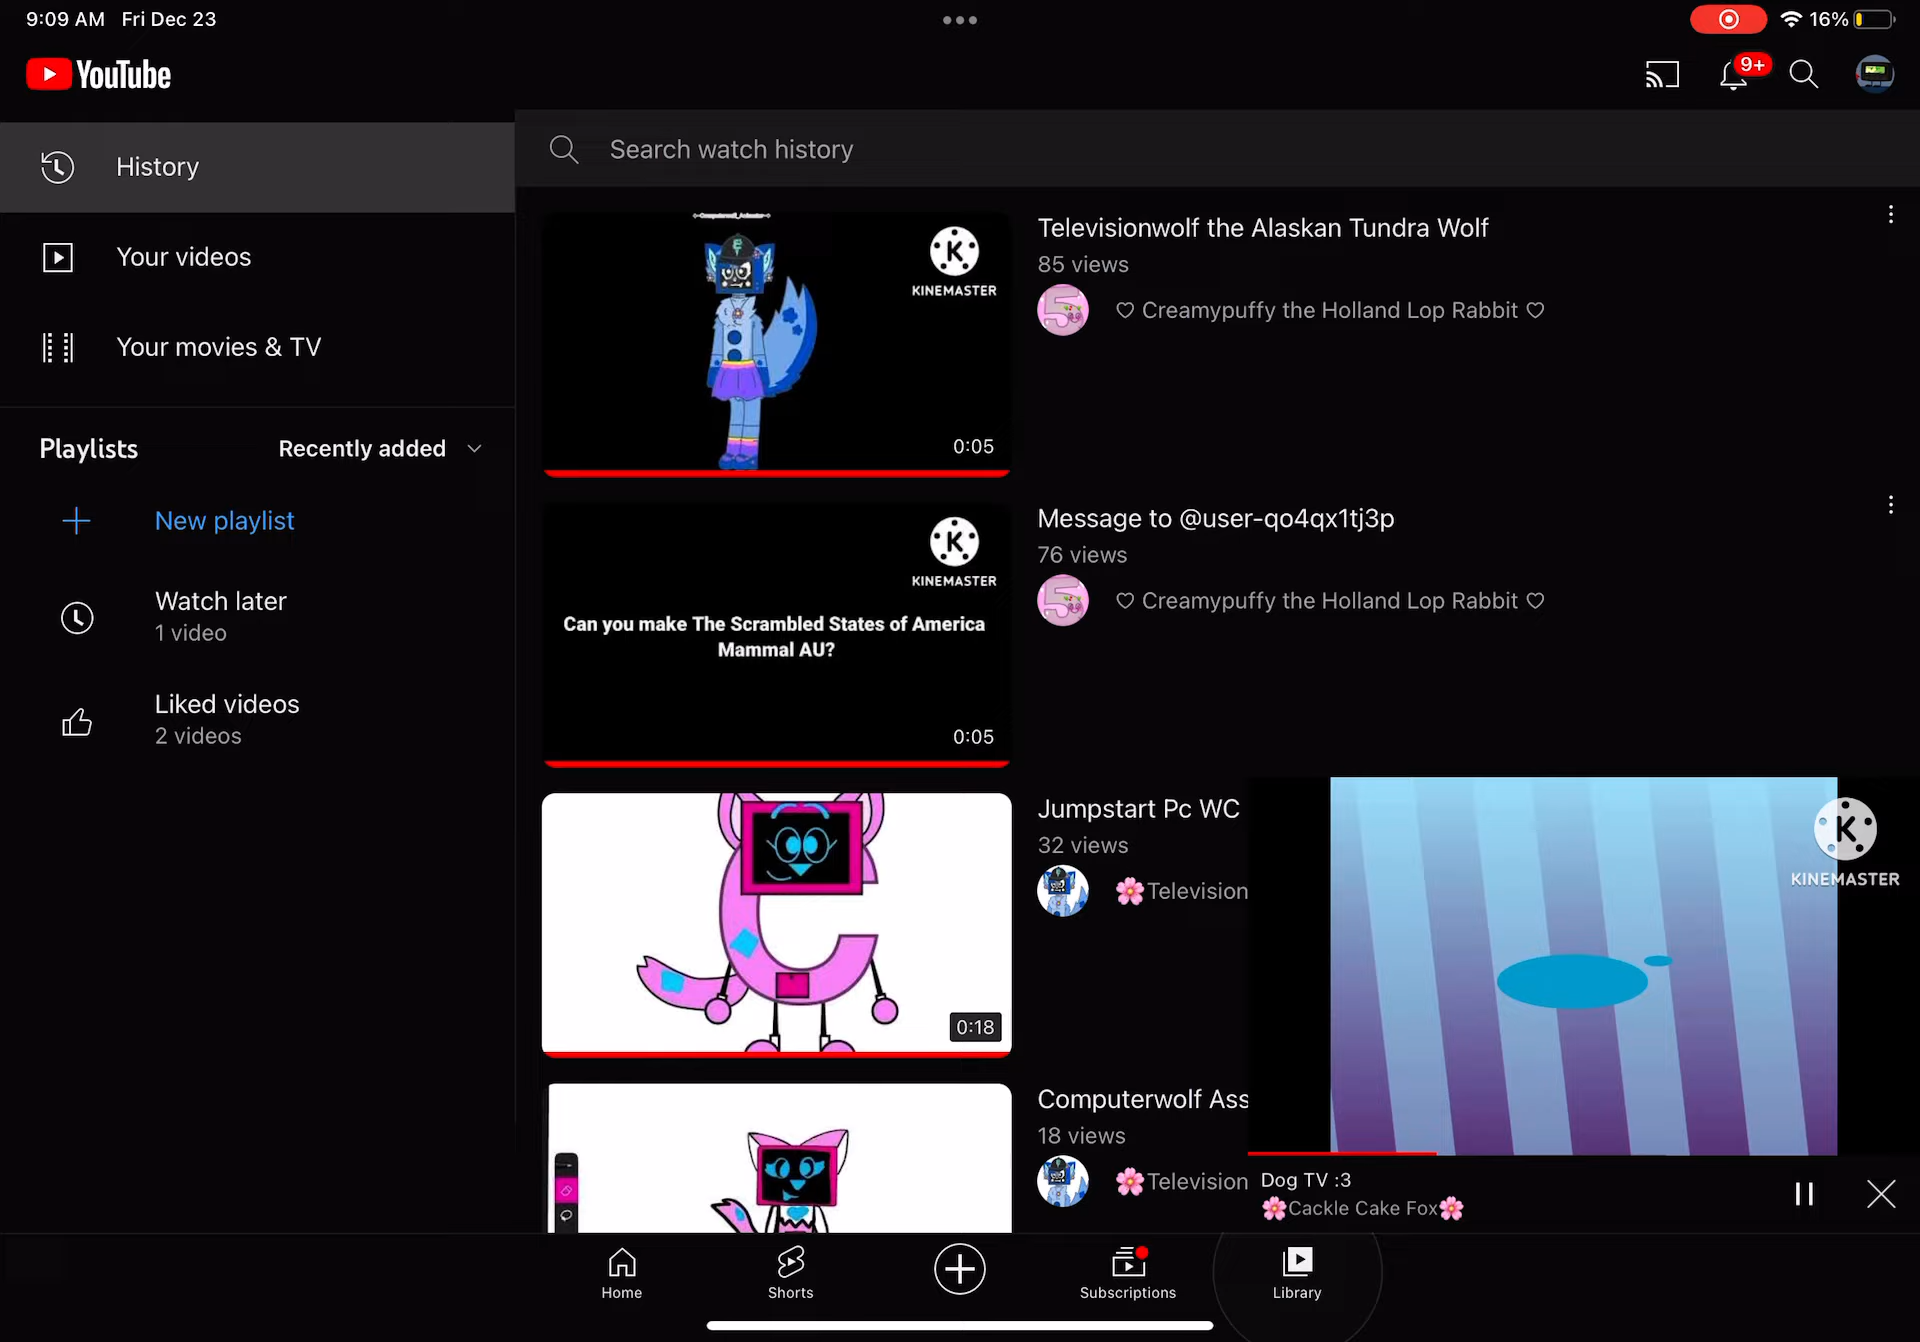 9:09 AM Fri Dec 23
16%
YouTube
9+
History
Your videos
Your movies & TV
Playlists
Recently added
New playlist
Watch later
1 video
Liked videos
2 videos
Search watch history
KINEMASTER
0:05
Televisionwolf the Alaskan Tundra Wolf
85 views
♡ Creamypuffy the Holland Lop Rabbit ♡
KINEMASTER
Can you make The Scrambled States of America
Mammal AU?
0:05
Message to @user-qo4qx1tj3p
76 views
♡ Creamypuffy the Holland Lop Rabbit ♡
0:18
Jumpstart Pc WC
32 views
🌸Television
Computerwolf Ass
18 views
🌸Television
KINEMASTER
Dog TV :3
🌸Cackle Cake Fox🌸
Home
Shorts
Subscriptions
Library